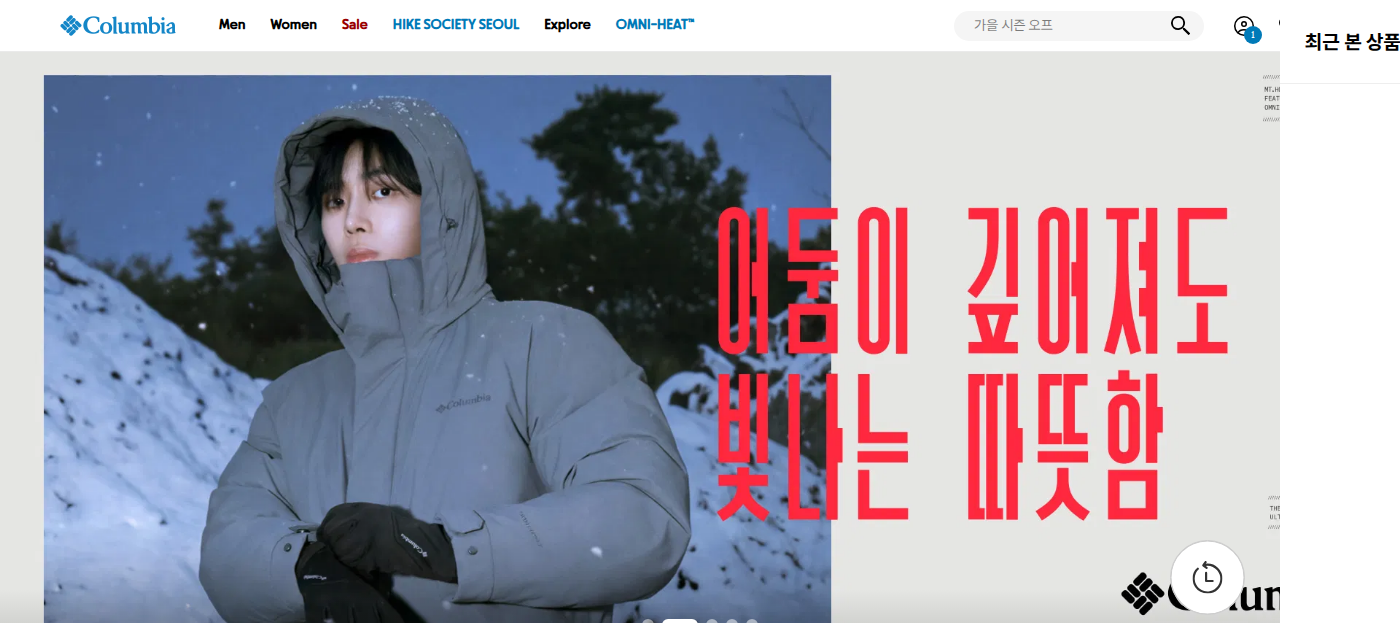 Columbia
Men
Women
Sale
HIKE SOCIETY SEOUL
Explore
OMNI-HEAT™
가을 시즌 오프
1
최근 본 상품
어둠이 깊어져도
빛나는 따뜻함
Columbia
Columbia
Columbia